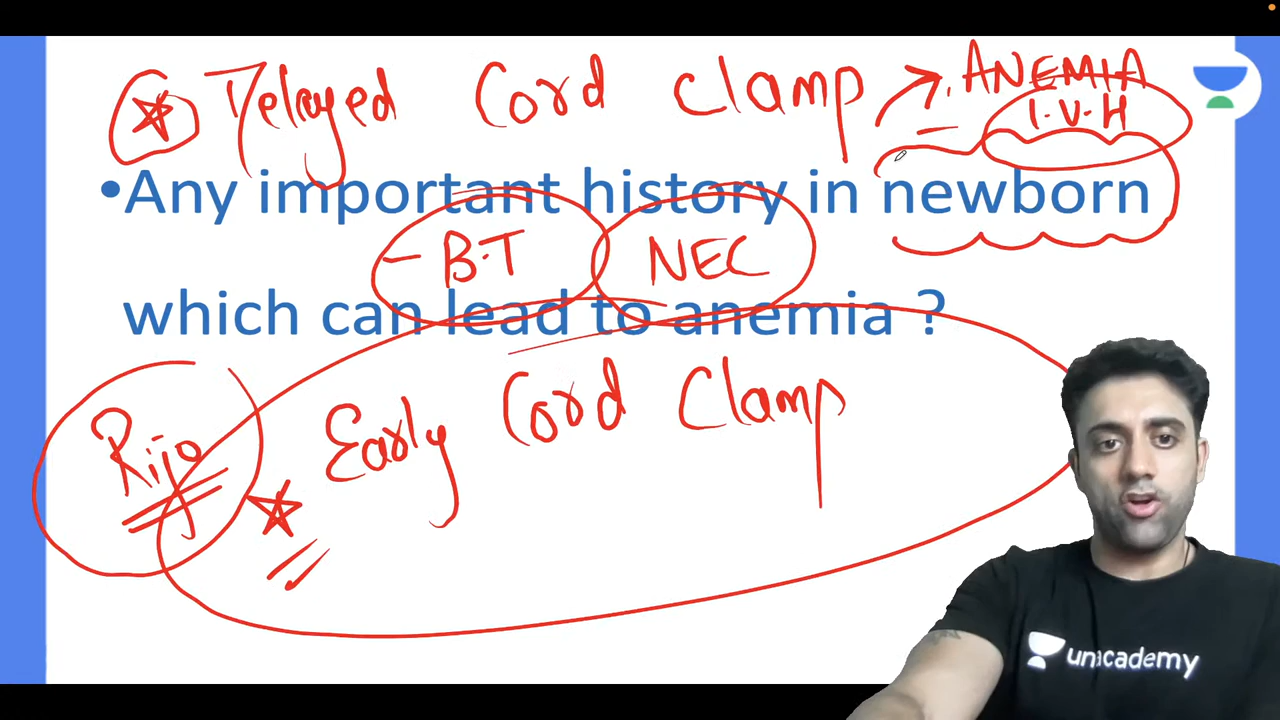 Delayed Cord Clamp → ANEMIA
I.V.H
•Any important history in newborn
- B.T NEC
which can lead to anemia ?
Early Cord Clamp
Rijo
unacademy